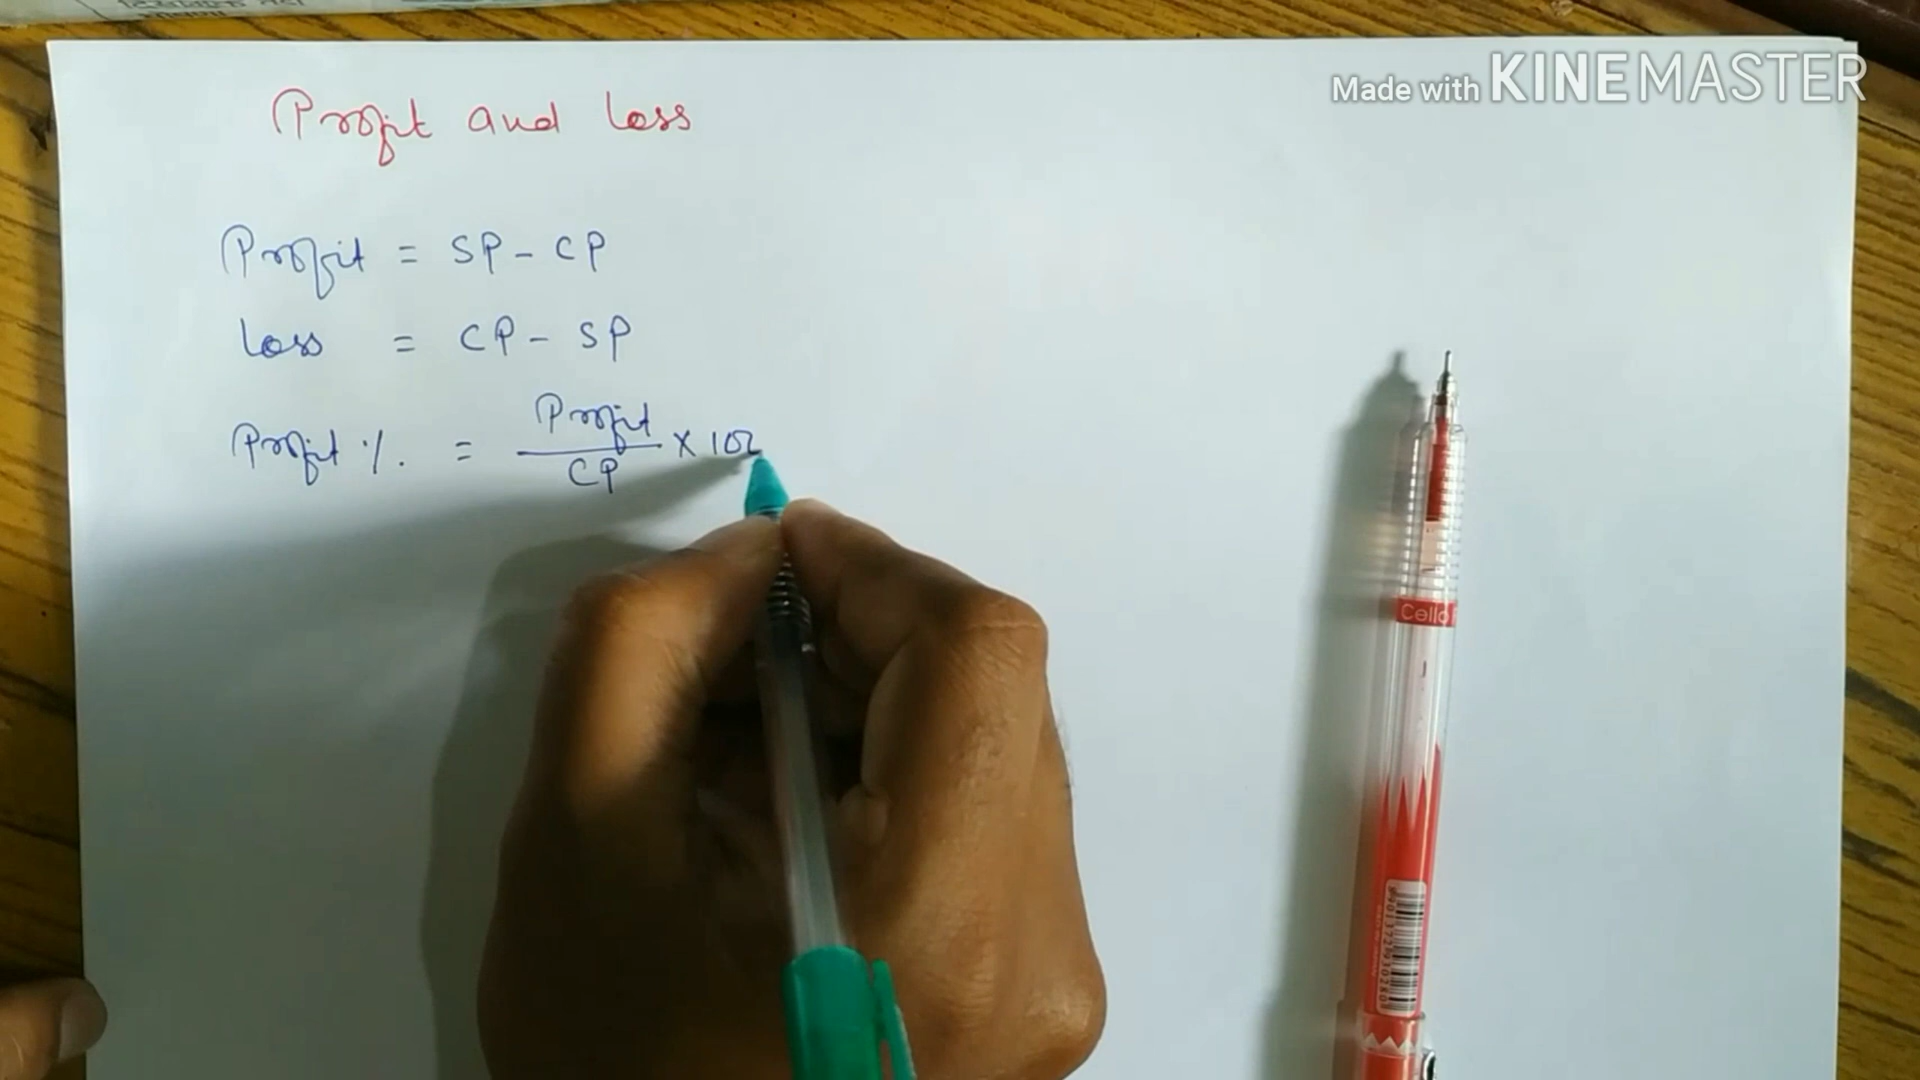 Made with KINEMASTER
Profit and Loss
Profit = SP - CP
Loss = CP - SP
Profit %. = Profit / CP × 100
Cello